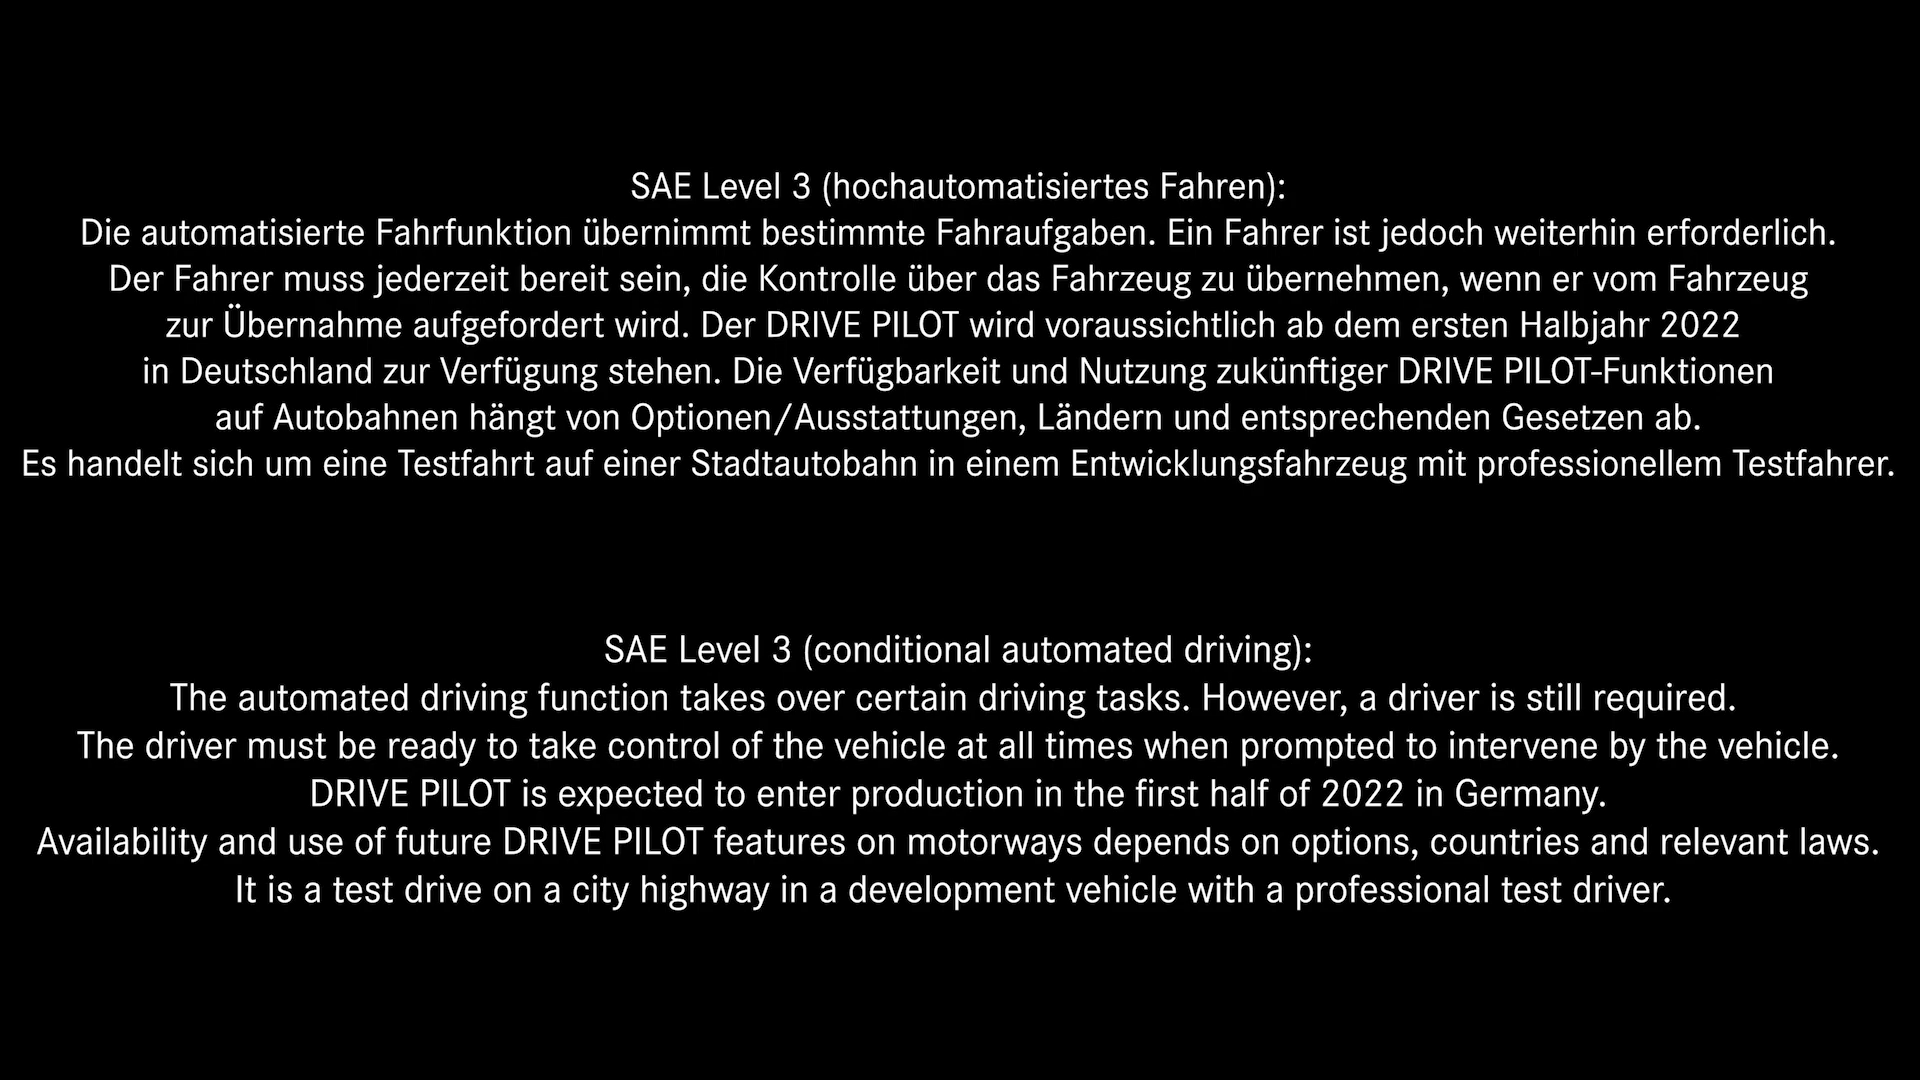 SAE Level 3 (hochautomatisiertes Fahren):
Die automatisierte Fahrfunktion übernimmt bestimmte Fahraufgaben. Ein Fahrer ist jedoch weiterhin erforderlich.
Der Fahrer muss jederzeit bereit sein, die Kontrolle über das Fahrzeug zu übernehmen, wenn er vom Fahrzeug
zur Übernahme aufgefordert wird. Der DRIVE PILOT wird voraussichtlich ab dem ersten Halbjahr 2022
in Deutschland zur Verfügung stehen. Die Verfügbarkeit und Nutzung zukünftiger DRIVE PILOT-Funktionen
auf Autobahnen hängt von Optionen/Ausstattungen, Ländern und entsprechenden Gesetzen ab.
Es handelt sich um eine Testfahrt auf einer Stadtautobahn in einem Entwicklungsfahrzeug mit professionellem Testfahrer.
SAE Level 3 (conditional automated driving):
The automated driving function takes over certain driving tasks. However, a driver is still required.
The driver must be ready to take control of the vehicle at all times when prompted to intervene by the vehicle.
DRIVE PILOT is expected to enter production in the first half of 2022 in Germany.
Availability and use of future DRIVE PILOT features on motorways depends on options, countries and relevant laws.
It is a test drive on a city highway in a development vehicle with a professional test driver.